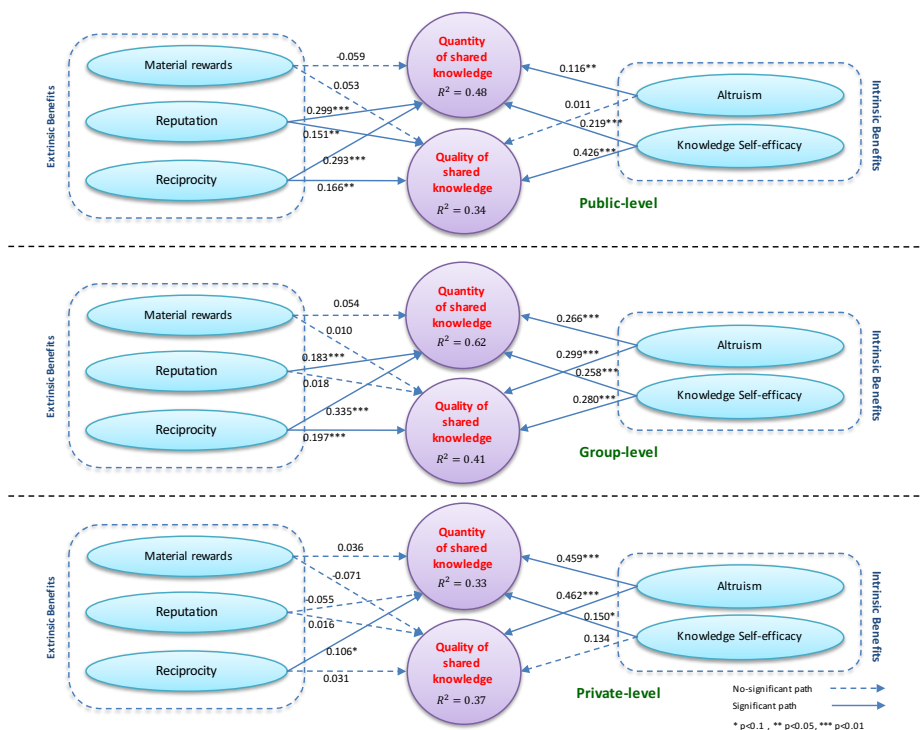 Extrinsic Benefits
Material rewards
Reputation
Reciprocity
-0.059
0.053
0.299***
0.151**
0.293***
0.166**
Quantity
of shared
knowledge
R² = 0.48
Quality of
shared
knowledge
R² = 0.34
0.116**
0.011
0.219***
0.426***
Altruism
Knowledge Self-efficacy
Intrinsic Benefits
Public-level
Extrinsic Benefits
Material rewards
Reputation
Reciprocity
0.054
0.010
0.183***
0.018
0.335***
0.197***
Quantity
of shared
knowledge
R² = 0.62
Quality of
shared
knowledge
R² = 0.41
0.266***
0.299***
0.258***
0.280***
Altruism
Knowledge Self-efficacy
Intrinsic Benefits
Group-level
Extrinsic Benefits
Material rewards
Reputation
Reciprocity
0.036
-0.071
-0.055
0.016
0.106*
0.031
Quantity
of shared
knowledge
R² = 0.33
Quality of
shared
knowledge
R² = 0.37
0.459***
0.462***
0.150*
0.134
Altruism
Knowledge Self-efficacy
Intrinsic Benefits
Private-level
No-significant path
Significant path
* p<0.1 , ** p<0.05, *** p<0.01